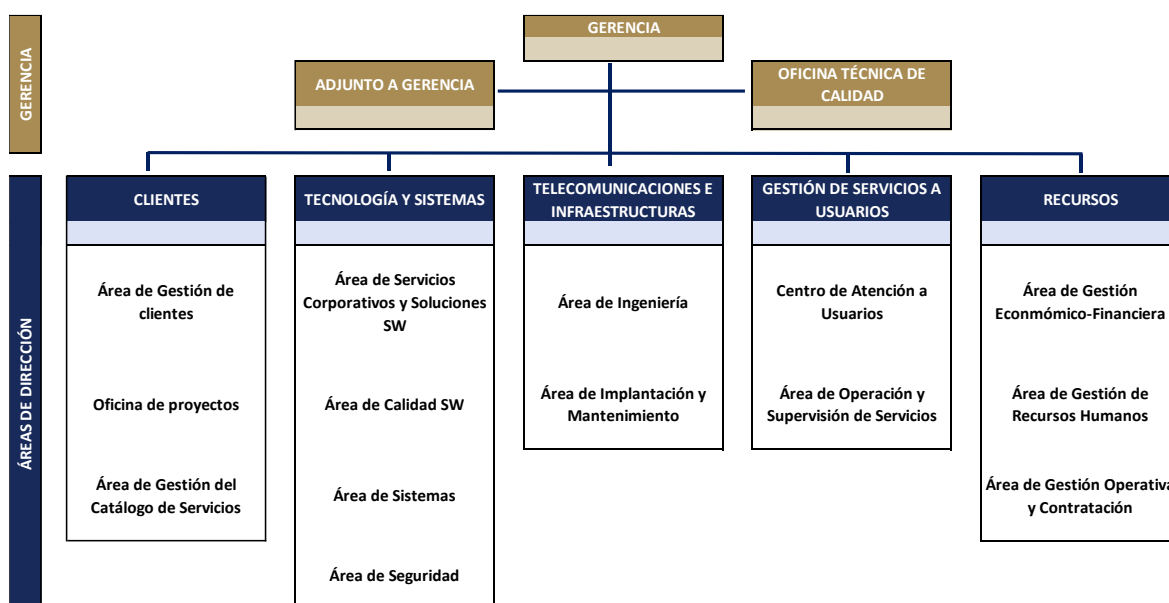 GERENCIA
GERENCIA
ADJUNTO A GERENCIA
OFICINA TÉCNICA DE
CALIDAD
ÁREAS DE DIRECCIÓN
CLIENTES
Área de Gestión de
clientes
Oficina de proyectos
Área de Gestión del
Catálogo de Servicios
TECNOLOGÍA Y SISTEMAS
Área de Servicios
Corporativos y Soluciones
SW
Área de Calidad SW
Área de Sistemas
Área de Seguridad
TELECOMUNICACIONES E
INFRAESTRUCTURAS
Área de Ingeniería
Área de Implantación y
Mantenimiento
GESTIÓN DE SERVICIOS A
USUARIOS
Centro de Atención a
Usuarios
Área de Operación y
Supervisión de Servicios
RECURSOS
Área de Gestión
Econmómico-Financiera
Área de Gestión de
Recursos Humanos
Área de Gestión Operativa
y Contratación